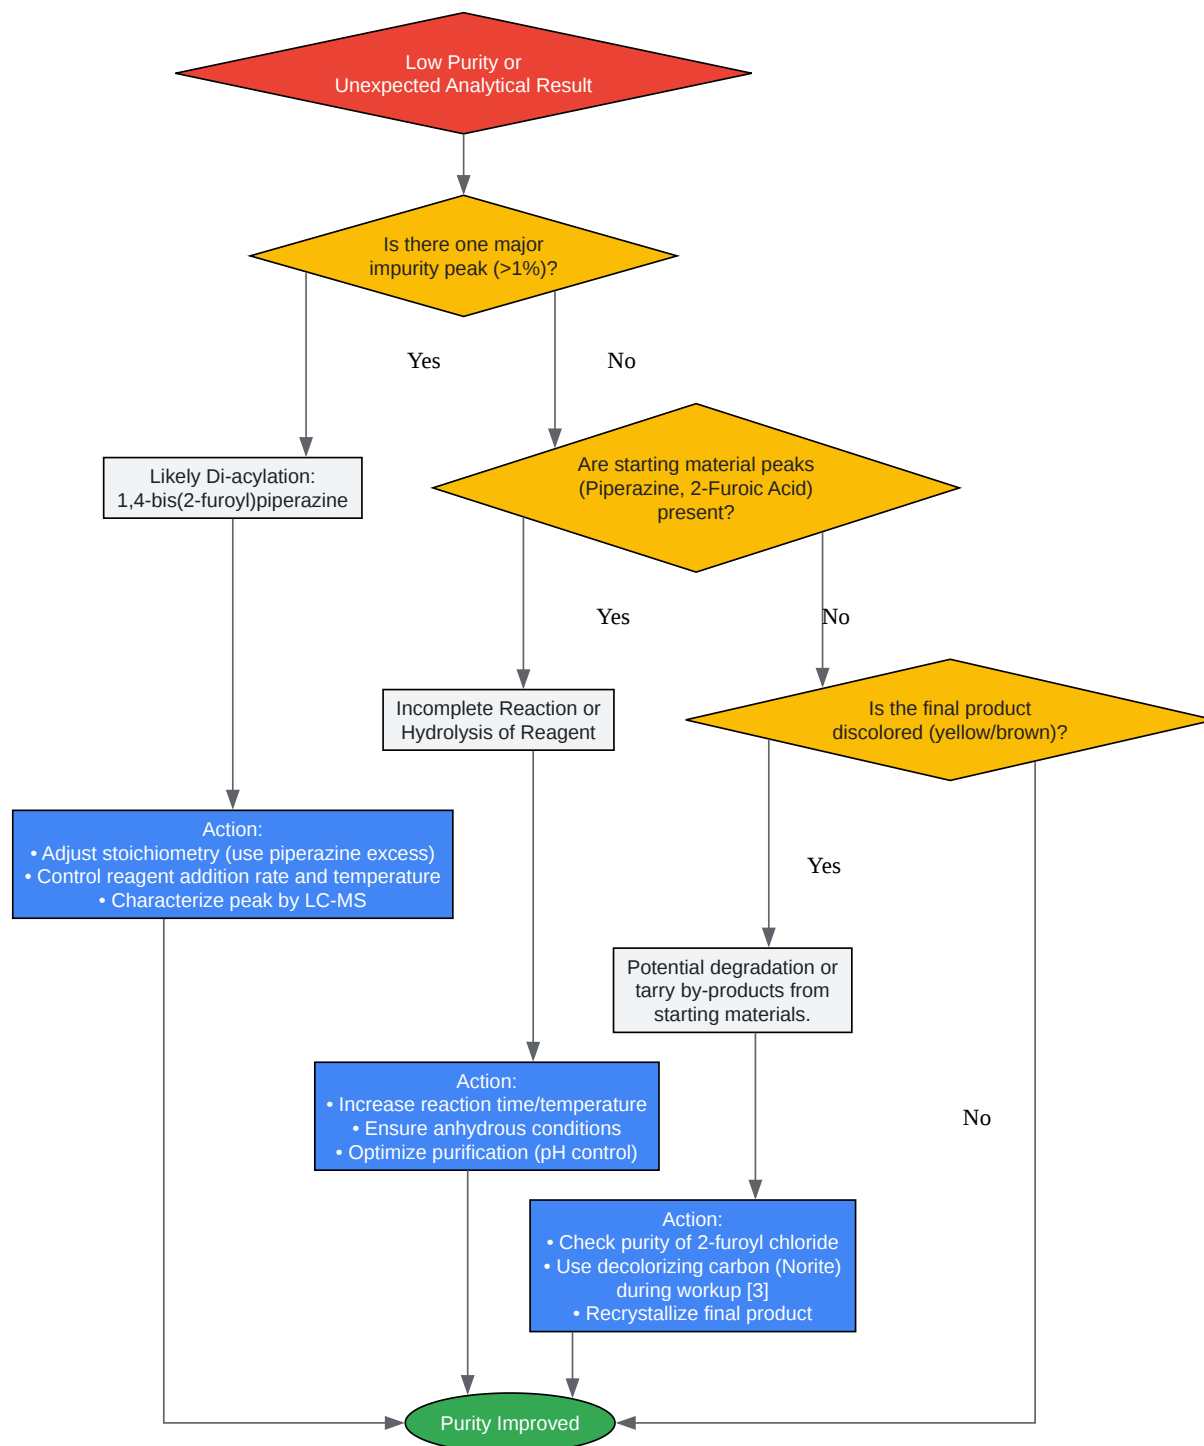 Low Purity or
Unexpected Analytical Result
Is there one major
impurity peak (>1%)?
Yes
No
Likely Di-acylation:
1,4-bis(2-furoyl)piperazine
Are starting material peaks
(Piperazine, 2-Furoic Acid)
present?
Yes
No
Incomplete Reaction or
Hydrolysis of Reagent
Is the final product
discolored (yellow/brown)?
Action:
• Adjust stoichiometry (use piperazine excess)
• Control reagent addition rate and temperature
• Characterize peak by LC-MS
Yes
Potential degradation or
tarry by-products from
starting materials.
Action:
• Increase reaction time/temperature
• Ensure anhydrous conditions
• Optimize purification (pH control)
No
Action:
• Check purity of 2-furoyl chloride
• Use decolorizing carbon (Norite)
during workup [3]
• Recrystallize final product
Purity Improved